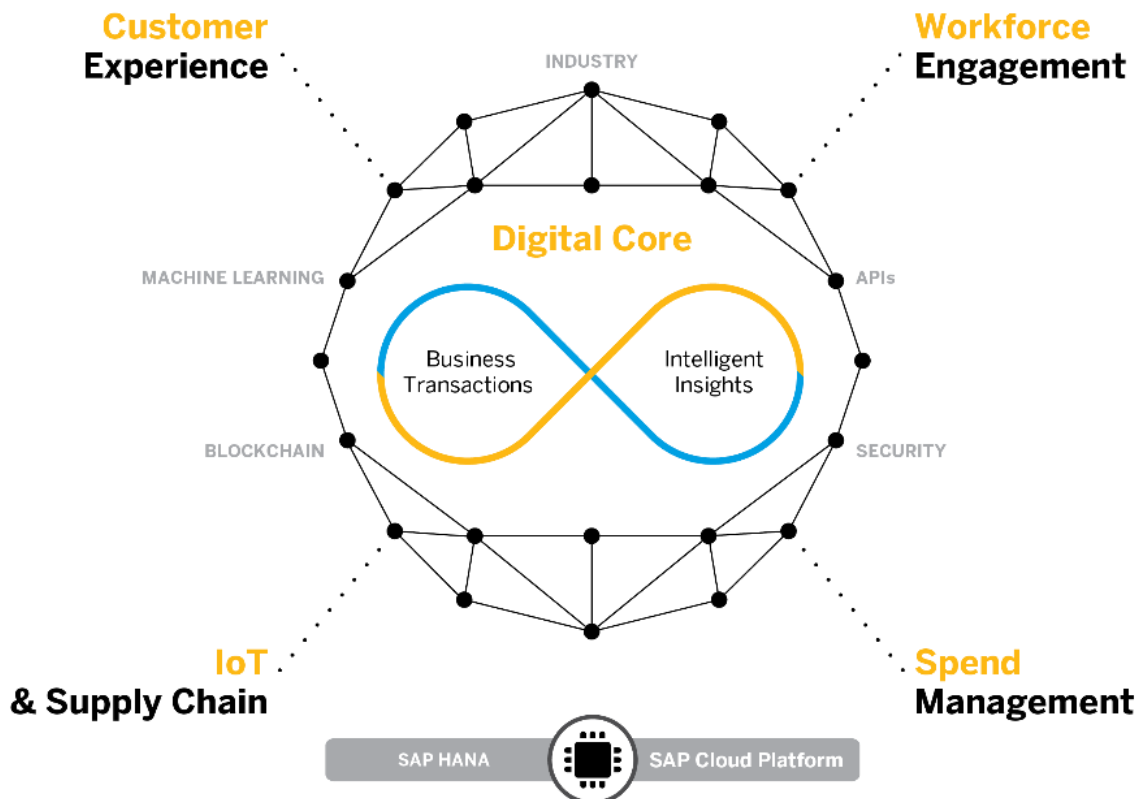 Customer
Experience
Workforce
Engagement
INDUSTRY
Digital Core
MACHINE LEARNING
APIs
Business
Transactions
Intelligent
Insights
BLOCKCHAIN
SECURITY
IoT
& Supply Chain
Spend
Management
SAP HANA
SAP Cloud Platform